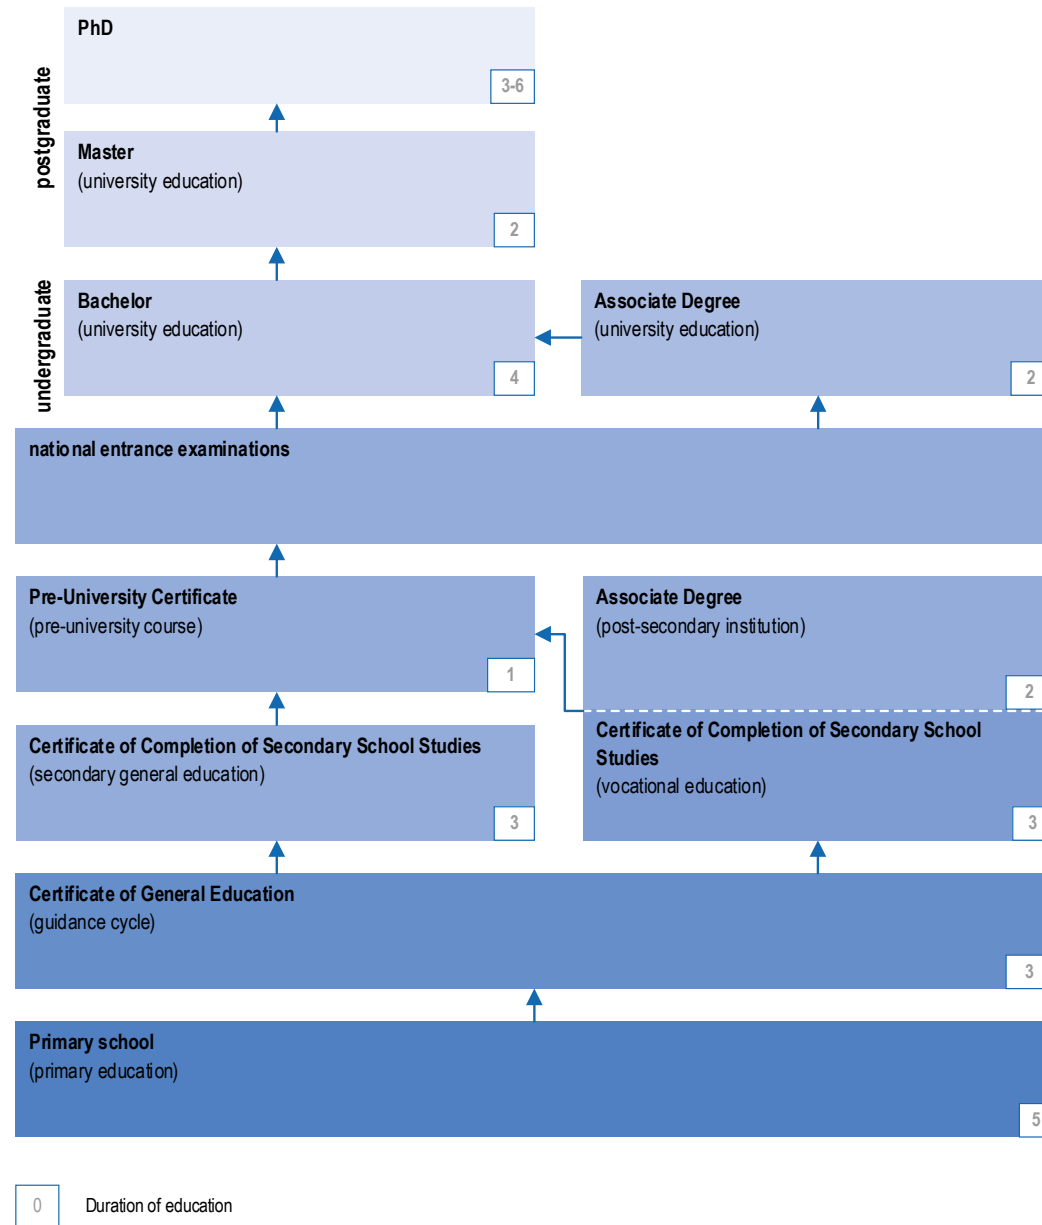 PhD
3-6
postgraduate
Master
(university education)
2
undergraduate
Bachelor
(university education)
4
Associate Degree
(university education)
2
national entrance examinations
Pre-University Certificate
(pre-university course)
1
Associate Degree
(post-secondary institution)
2
Certificate of Completion of Secondary School Studies
(secondary general education)
3
Certificate of Completion of Secondary School
Studies
(vocational education)
3
Certificate of General Education
(guidance cycle)
3
Primary school
(primary education)
5
0
Duration of education